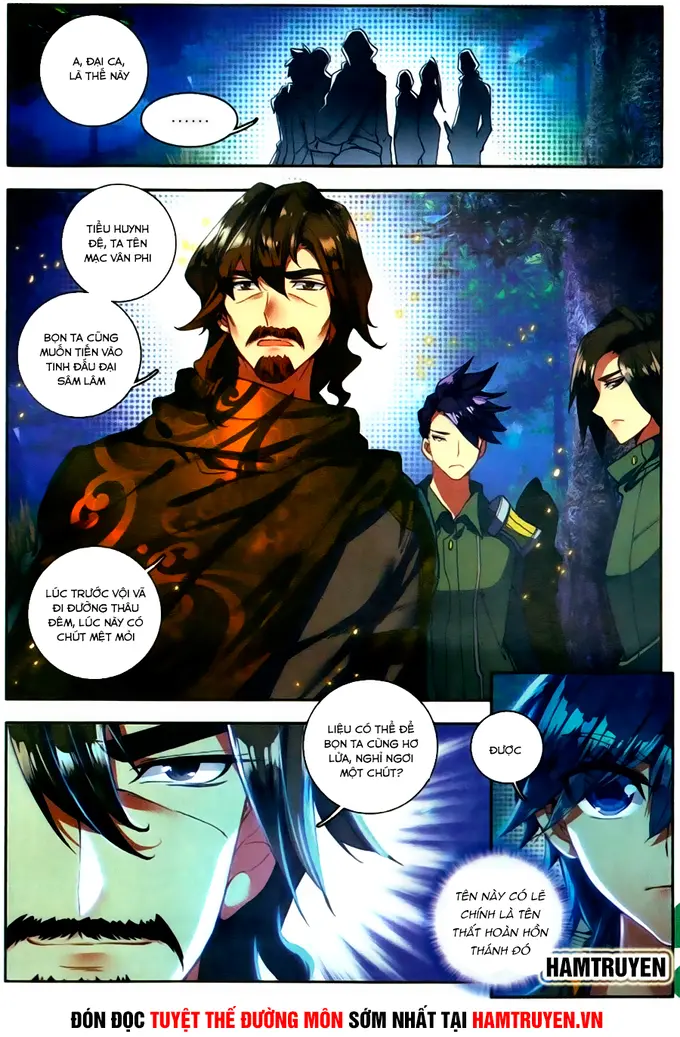 A, ĐẠI CA,
LÀ THẾ NÀY
......
TIỂU HUYNH
ĐỆ, TA TÊN
MẠC VÂN PHI
BỌN TA CŨNG
MUỐN TIẾN VÀO
TINH ĐẤU ĐẠI
SÂM LÂM
LÚC TRƯỚC VỘI VÃ
ĐI ĐƯỜNG THÂU
ĐÊM, LÚC NÀY CÓ
CHÚT MỆT MỎI
LIỆU CÓ THỂ ĐỂ
BỌN TA CŨNG HƠ
LỬA, NGHỈ NGƠI
MỘT CHÚT?
ĐƯỢC
TÊN NÀY CÓ LẼ
CHÍNH LÀ TÊN
THẤT HOÀN HỒN
THÁNH ĐÓ
HAMTRUYEN
ĐÓN ĐỌC TUYỆT THẾ ĐƯỜNG MÔN SỚM NHẤT TẠI HAMTRUYEN.VN